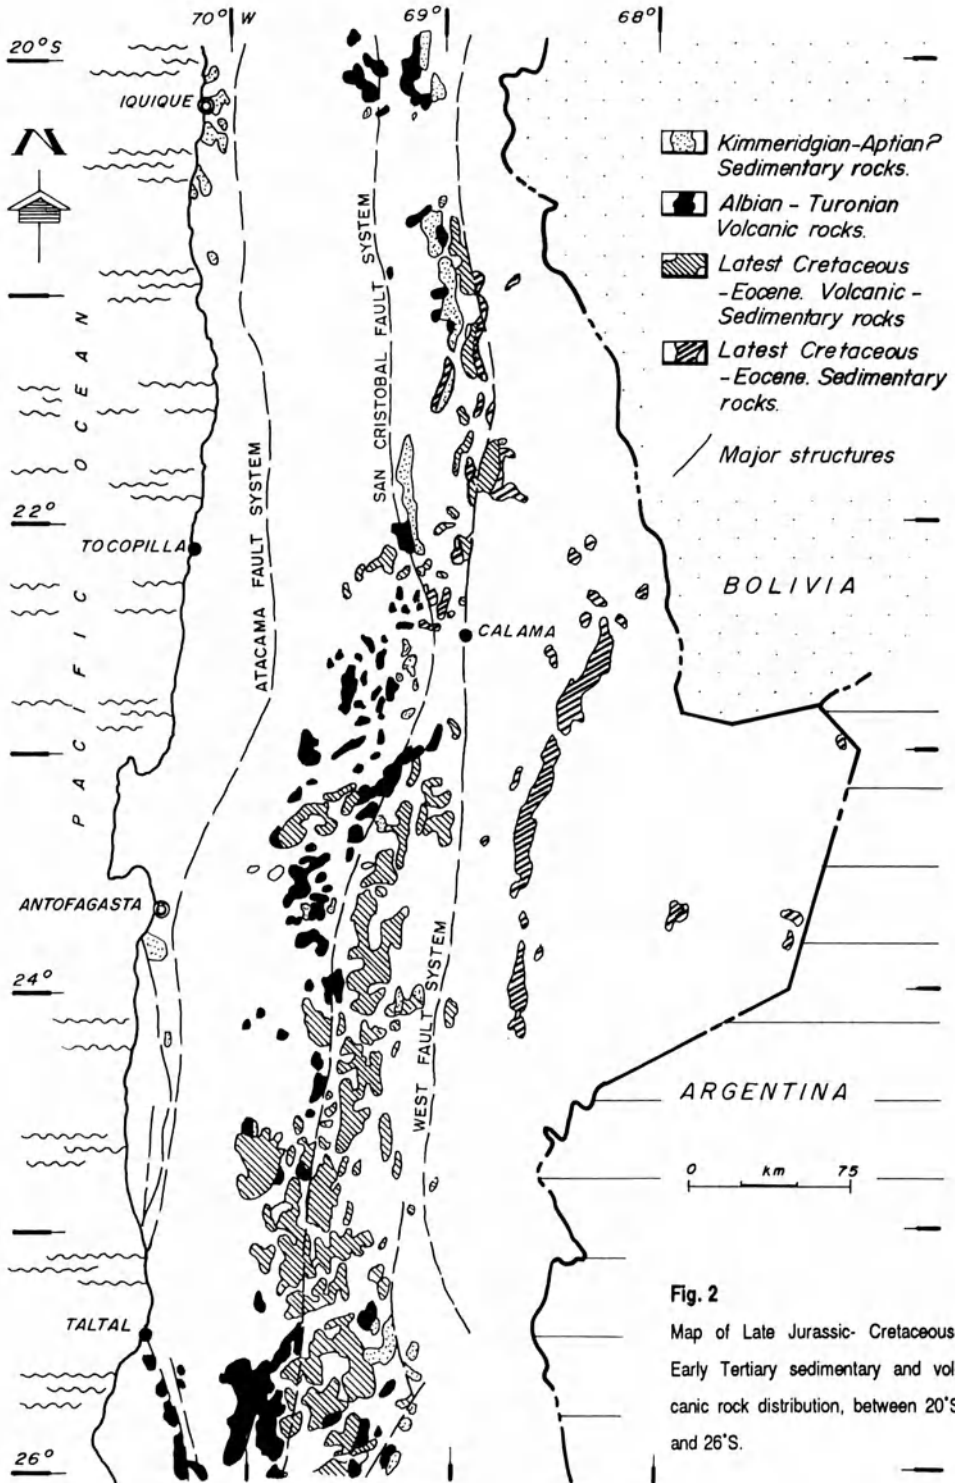 70° W
69°
68°
20° S
IQUIQUE
N
Kimmeridgian-Aptian?
Sedimentary rocks.
Albian - Turonian
Volcanic rocks.
Latest Cretaceous
-Eocene. Volcanic -
Sedimentary rocks
Latest Cretaceous
-Eocene. Sedimentary
rocks.
Major structures
PACIFIC OCEAN
ATACAMA FAULT SYSTEM
SAN CRISTOBAL FAULT SYSTEM
22°
TOCOPILLA
BOLIVIA
CALAMA
ANTOFAGASTA
WEST FAULT SYSTEM
24°
ARGENTINA
0 km 75
TALTAL
Fig. 2
Map of Late Jurassic- Cretaceous
Early Tertiary sedimentary and vol-
canic rock distribution, between 20°S
and 26°S.
26°